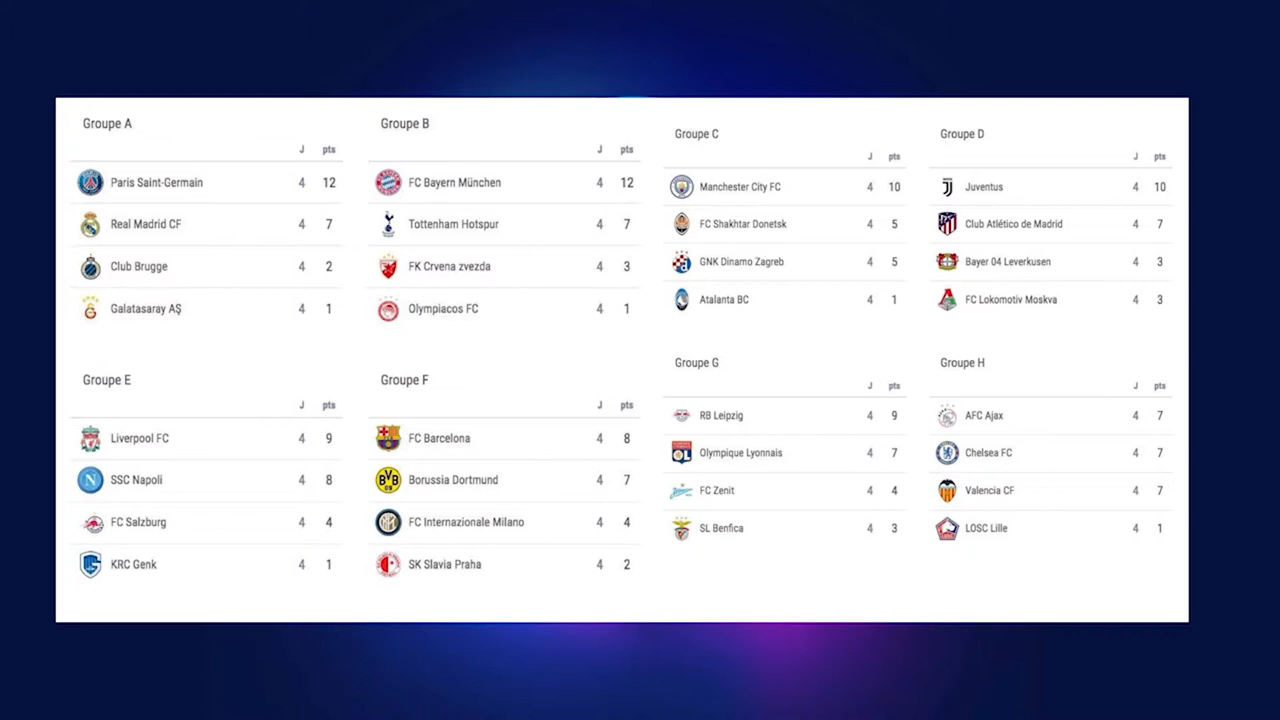 Groupe A
J pts
Paris Saint-Germain 4 12
Real Madrid CF 4 7
Club Brugge 4 2
Galatasaray AŞ 4 1
Groupe B
J pts
FC Bayern München 4 12
Tottenham Hotspur 4 7
FK Crvena zvezda 4 3
Olympiacos FC 4 1
Groupe C
J pts
Manchester City FC 4 10
FC Shakhtar Donetsk 4 5
GNK Dinamo Zagreb 4 5
Atalanta BC 4 1
Groupe D
J pts
Juventus 4 10
Club Atlético de Madrid 4 7
Bayer 04 Leverkusen 4 3
FC Lokomotiv Moskva 4 3
Groupe E
J pts
Liverpool FC 4 9
SSC Napoli 4 8
FC Salzburg 4 4
KRC Genk 4 1
Groupe F
J pts
FC Barcelona 4 8
Borussia Dortmund 4 7
FC Internazionale Milano 4 4
SK Slavia Praha 4 2
Groupe G
J pts
RB Leipzig 4 9
Olympique Lyonnais 4 7
FC Zenit 4 4
SL Benfica 4 3
Groupe H
J pts
AFC Ajax 4 7
Chelsea FC 4 7
Valencia CF 4 7
LOSC Lille 4 1